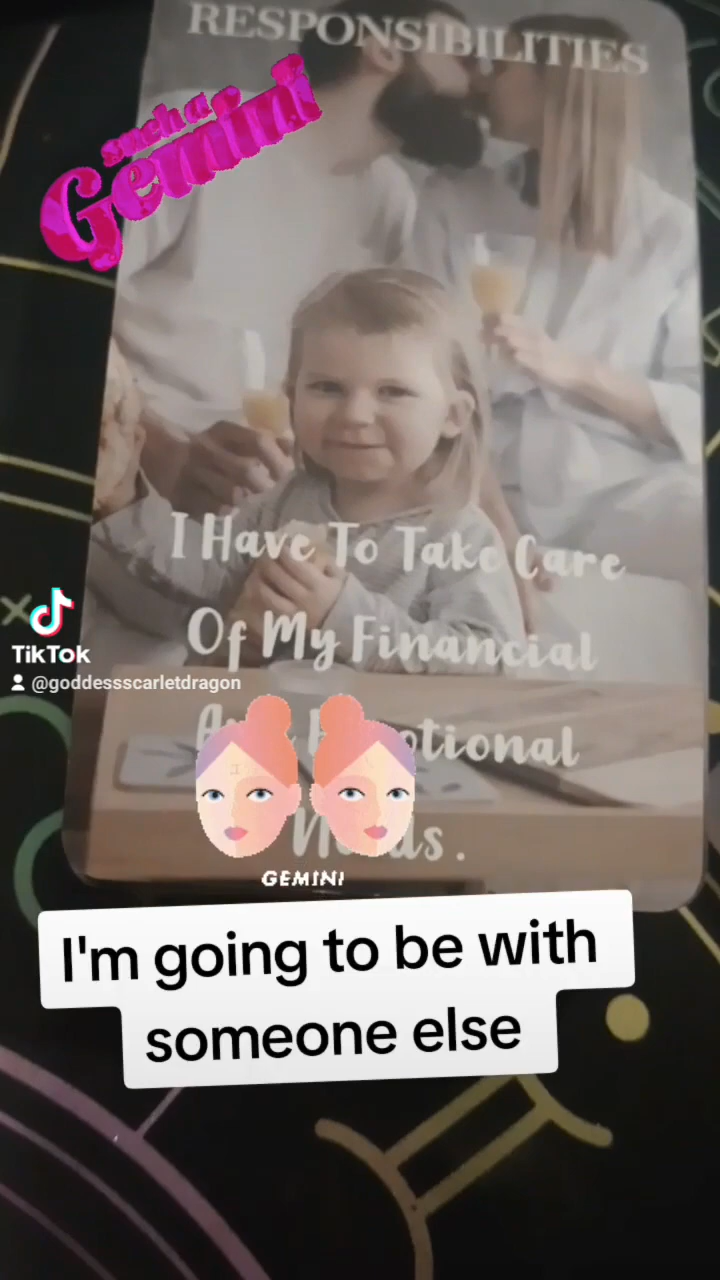 RESPONSIBILITIES
such a
Gemini
I Have To Take Care
Of My Financial
TikTok
@goddessscarletdragon
GEMINI
I'm going to be with
someone else